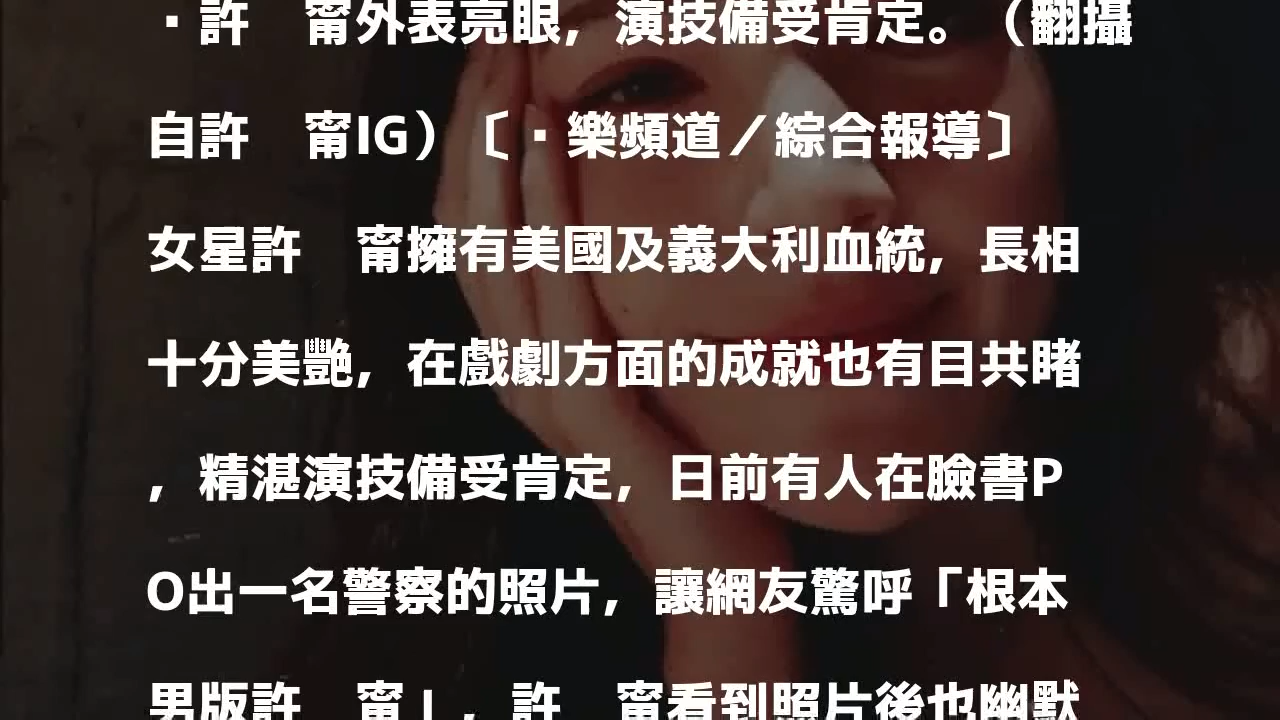 ▪許　甯外表亮眼，演技備受肯定。（翻攝
自許　甯IG）〔▪樂頻道／綜合報導〕
女星許　甯擁有美國及義大利血統，長相
十分美艷，在戲劇方面的成就也有目共睹
，精湛演技備受肯定，日前有人在臉書P
O出一名警察的照片，讓網友驚呼「根本
男版許　甯」，許　甯看到照片後也幽默